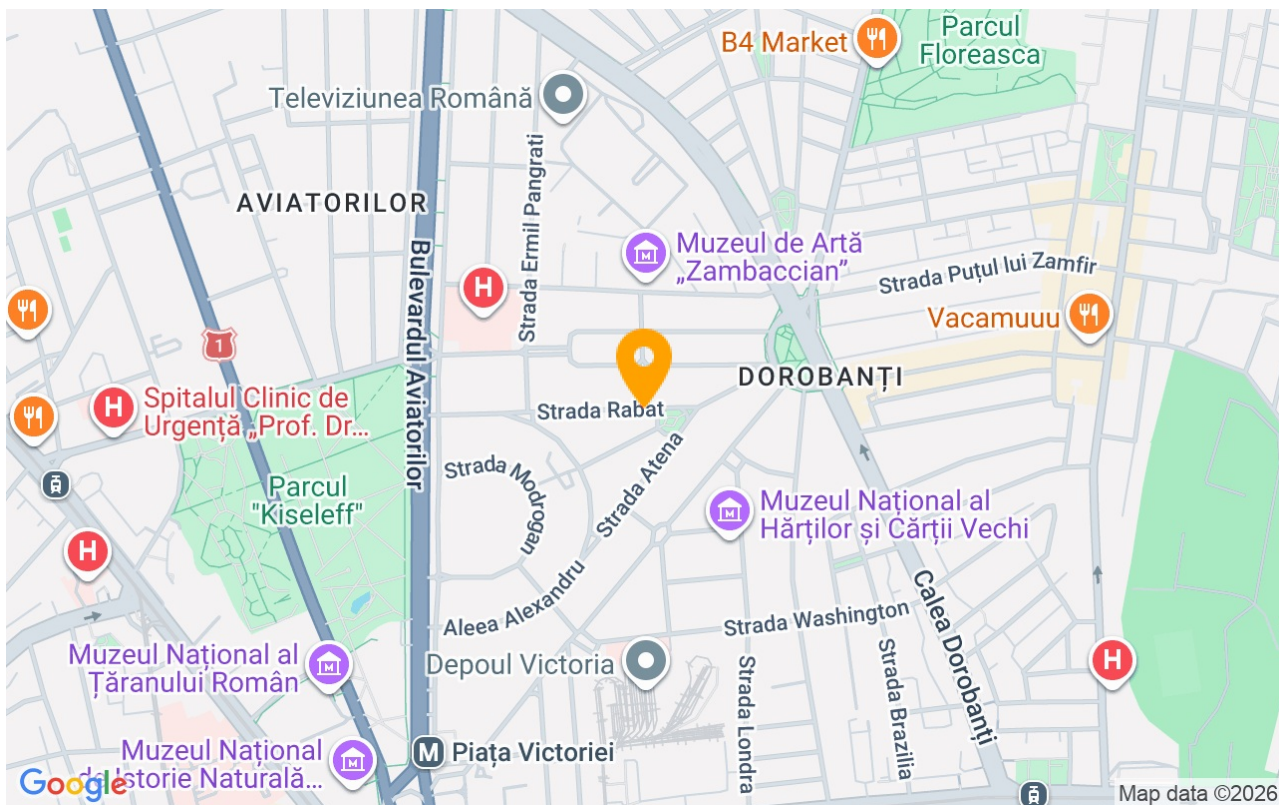 B4 Market
Parcul
Floreasca
Televiziunea Română
Strada Ermil Pangrati
AVIATORILOR
Bulevardul Aviatorilor
Muzeul de Artă
„Zambaccian”
Strada Puțul lui Zamfir
H
Vacamuuu
1
DOROBANȚI
H
Spitalul Clinic de
Urgență „Prof. Dr...
Strada Rabat
Strada Atena
Strada Modrogan
Parcul
"Kiseleff"
Muzeul Național al
Hărților și Cărții Vechi
H
Aleea Alexandru
Strada Washington
Calea Dorobanți
Muzeul Național al
Țăranului Român
Depoul Victoria
Strada Londra
Strada Brazilia
H
M
Piața Victoriei
Muzeul Național
de Istorie Naturală...
Google
Map data ©2026